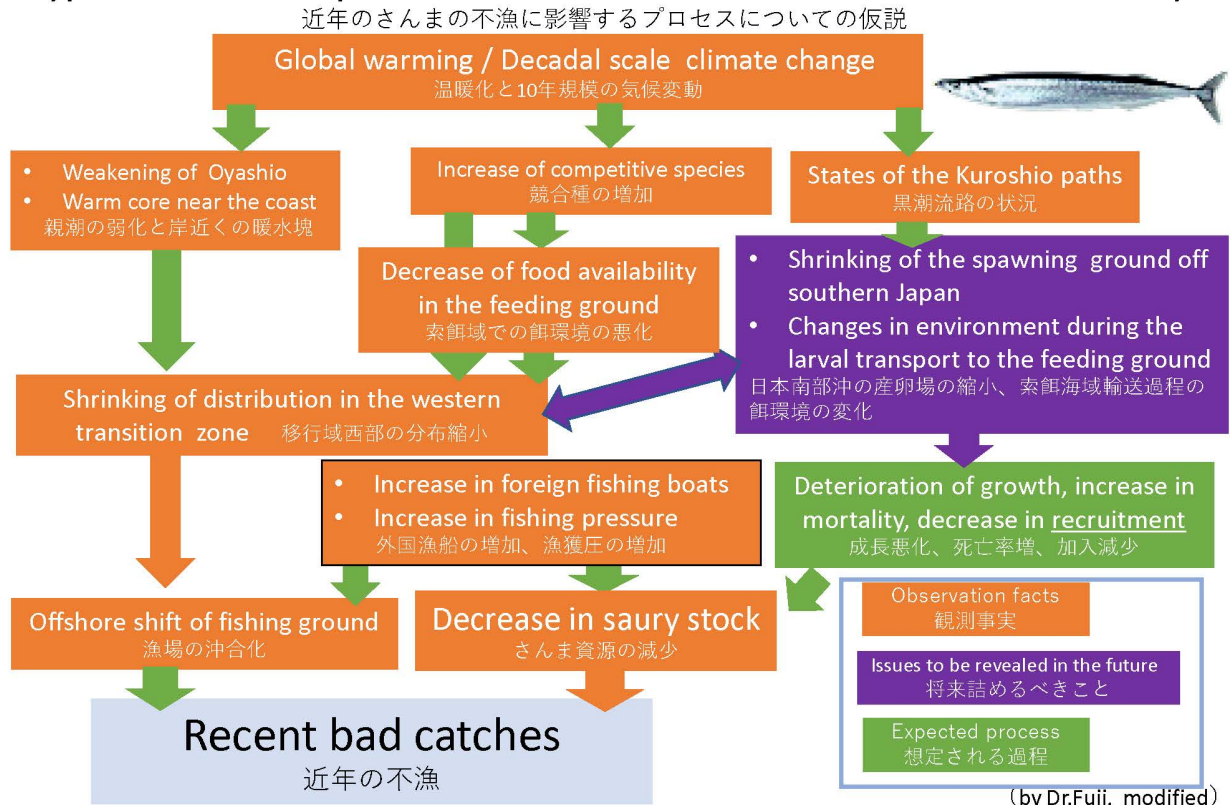 近年のさんまの不漁に影響するプロセスについての仮説
Global warming / Decadal scale climate change
温暖化と10年規模の気候変動
• Weakening of Oyashio
• Warm core near the coast
親潮の弱化と岸近くの暖水塊
Increase of competitive species
競合種の増加
States of the Kuroshio paths
黒潮流路の状況
Decrease of food availability
in the feeding ground
索餌域での餌環境の悪化
• Shrinking of the spawning ground off
southern Japan
• Changes in environment during the
larval transport to the feeding ground
日本南部沖の産卵場の縮小、索餌海域輸送過程の
餌環境の変化
Shrinking of distribution in the western
transition zone 移行域西部の分布縮小
• Increase in foreign fishing boats
• Increase in fishing pressure
外国漁船の増加、漁獲圧の増加
Deterioration of growth, increase in
mortality, decrease in recruitment
成長悪化、死亡率増、加入減少
Offshore shift of fishing ground
漁場の沖合化
Decrease in saury stock
さんま資源の減少
Observation facts
観測事実
Issues to be revealed in the future
将来詰めるべきこと
Expected process
想定される過程
Recent bad catches
近年の不漁
(by Dr.Fuji, modified)